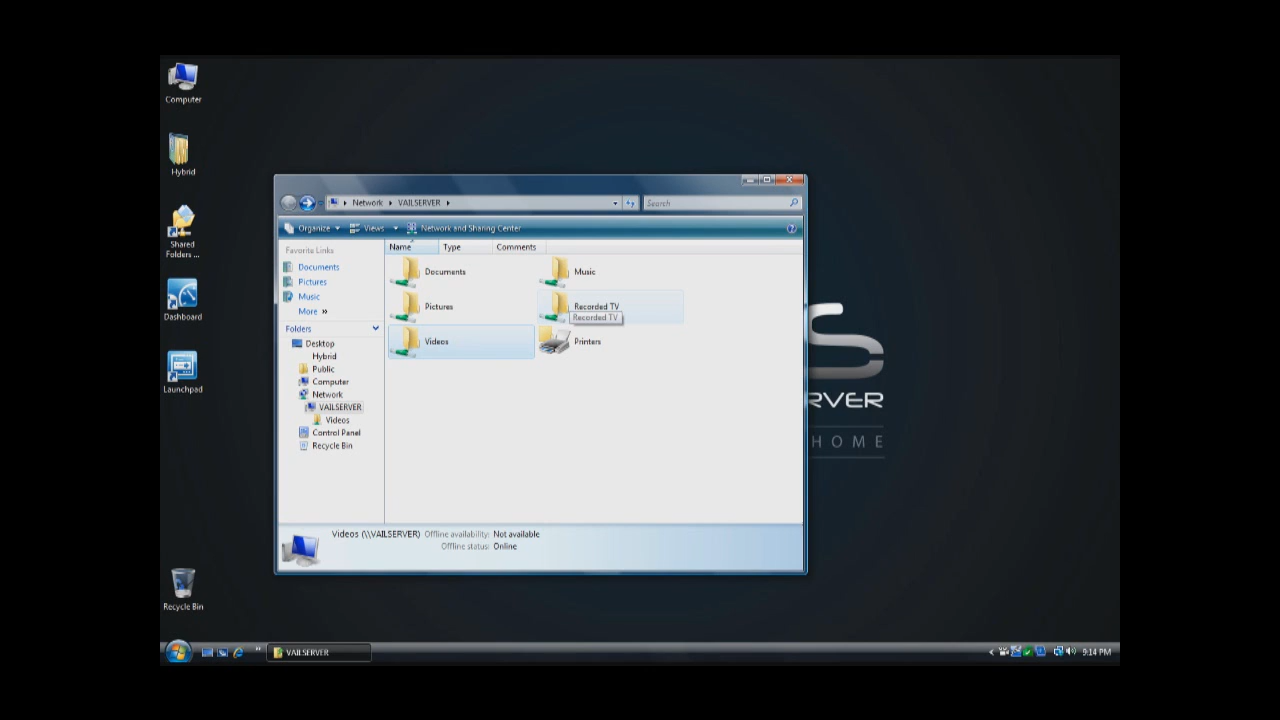 Computer
Hybrid
Shared
Folders ...
Dashboard
Launchpad
Recycle Bin
Network VAILSERVER
Search
Organize Views Network and Sharing Center
Favorite Links
Documents
Pictures
Music
More »
Folders
Desktop
Hybrid
Public
Computer
Network
VAILSERVER
Videos
Control Panel
Recycle Bin
Name Type Comments
Documents Music
Pictures Recorded TV
Recorded TV
Videos Printers
Videos (\\VAILSERVER) Offline availability: Not available
Offline status: Online
S
RVER
HOME
VAILSERVER
9:14 PM